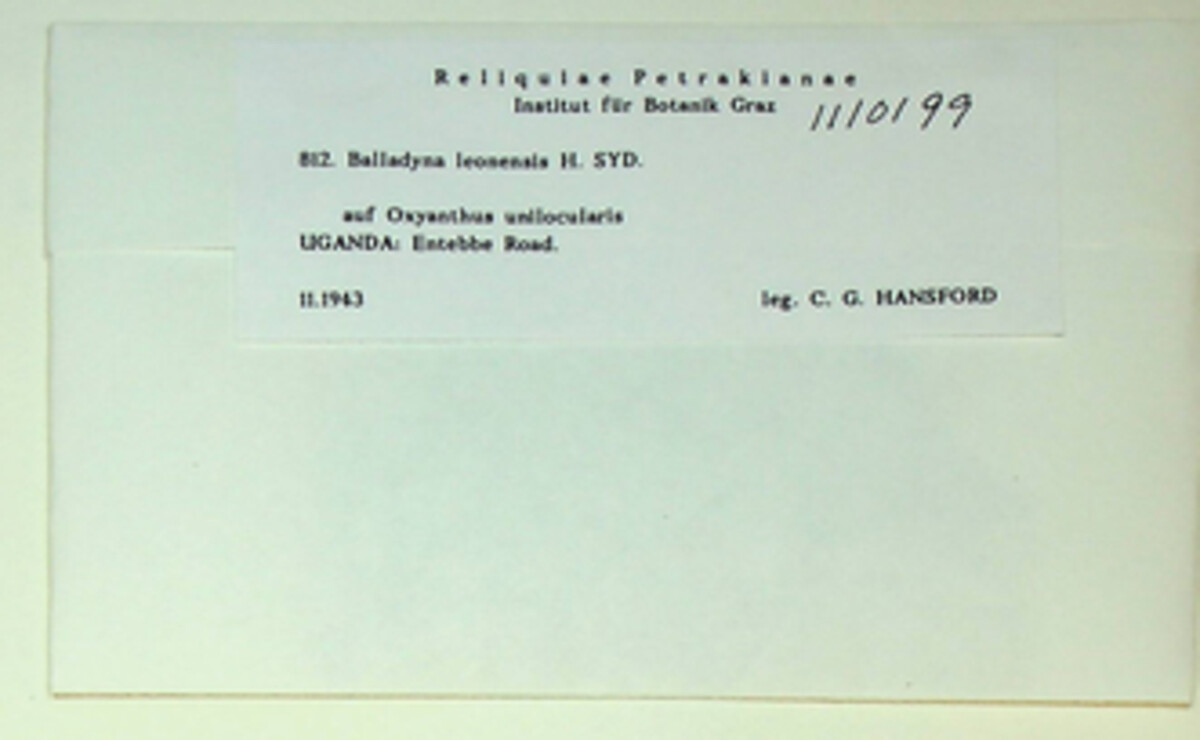 Reliquiae Petrakianae
Institut für Botanik Graz 1110199
812. Balladyna leonensis H. SYD.
auf Oxyanthus unilocularis
UGANDA: Entebbe Road.
11.1943 leg. C. G. HANSFORD